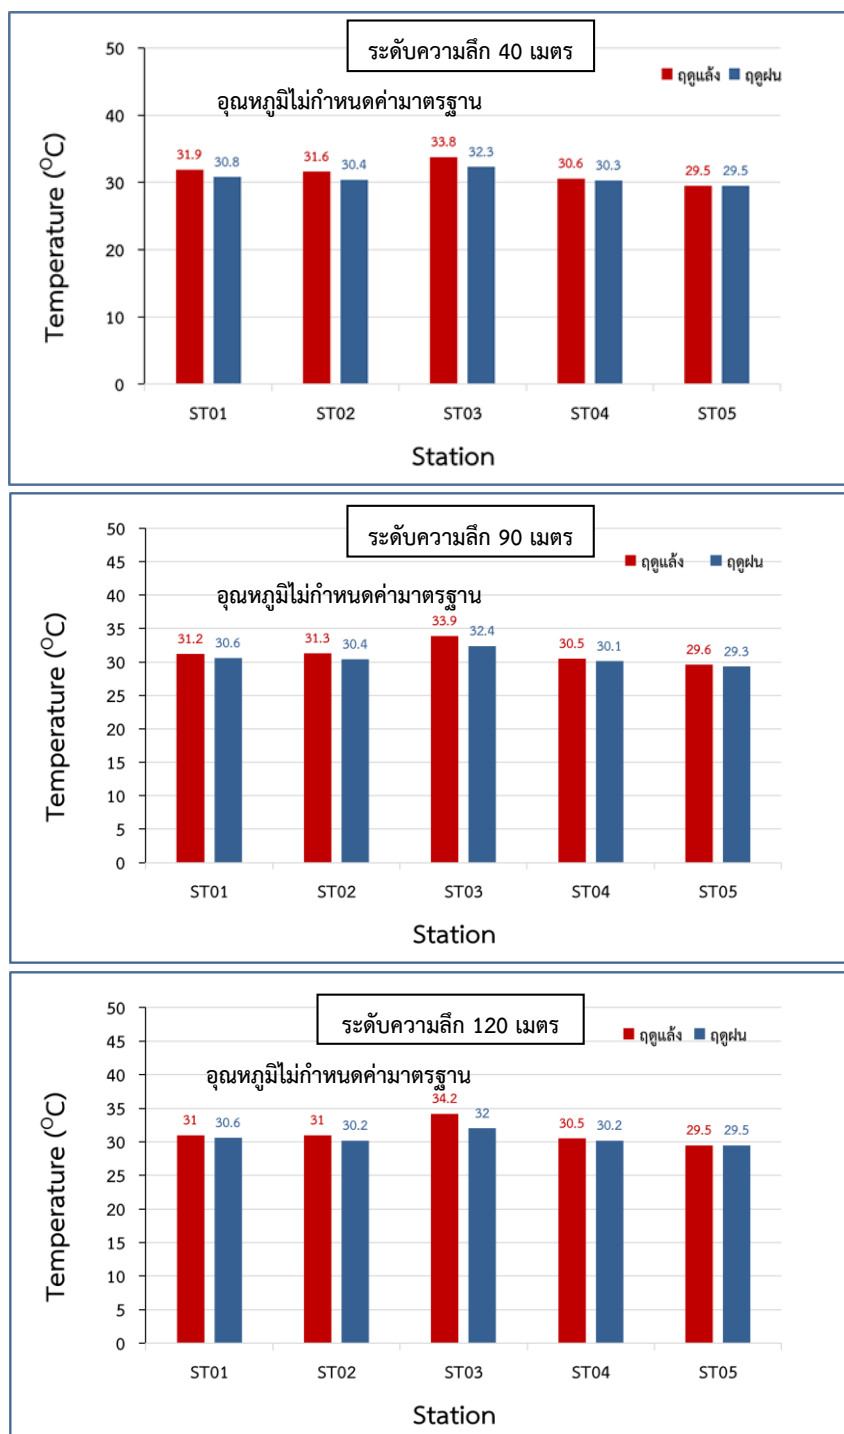 ระดับความลึก 40 เมตร
ฤดูแล้ง ฤดูฝน
อุณหภูมิไม่กำหนดค่ามาตรฐาน
Temperature (⁰C)
50
40
30
20
10
0
31.9 30.8 31.6 30.4 33.8 32.3 30.6 30.3 29.5 29.5
ST01 ST02 ST03 ST04 ST05
Station
ระดับความลึก 90 เมตร
ฤดูแล้ง ฤดูฝน
อุณหภูมิไม่กำหนดค่ามาตรฐาน
Temperature (⁰C)
50
45
40
35
30
25
20
15
10
5
0
31.2 30.6 31.3 30.4 33.9 32.4 30.5 30.1 29.6 29.3
ST01 ST02 ST03 ST04 ST05
Station
ระดับความลึก 120 เมตร
ฤดูแล้ง ฤดูฝน
อุณหภูมิไม่กำหนดค่ามาตรฐาน
Temperature (⁰C)
50
45
40
35
30
25
20
15
10
5
0
31 30.6 31 30.2 34.2 32 30.5 30.2 29.5 29.5
ST01 ST02 ST03 ST04 ST05
Station